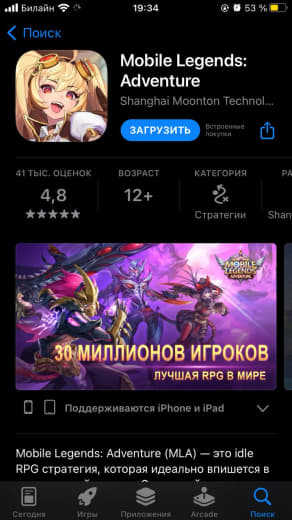 Билайн
19:34
53 %
Поиск
Mobile Legends:
Adventure
Shanghai Moonton Technol...
ЗАГРУЗИТЬ
Встроенные
покупки
41 ТЫС. ОЦЕНОК
ВОЗРАСТ
КАТЕГОРИЯ
РА
4,8
12+
Стратегии
Shan
MOBILE
LEGENDS
ADVENTURE
30 МИЛЛИОНОВ ИГРОКОВ
ЛУЧШАЯ RPG В МИРЕ
Поддерживаются iPhone и iPad
Mobile Legends: Adventure (MLA) — это idle
RPG стратегия, которая идеально впишется в
Сегодня
Игры
Приложения
Arcade
Поиск